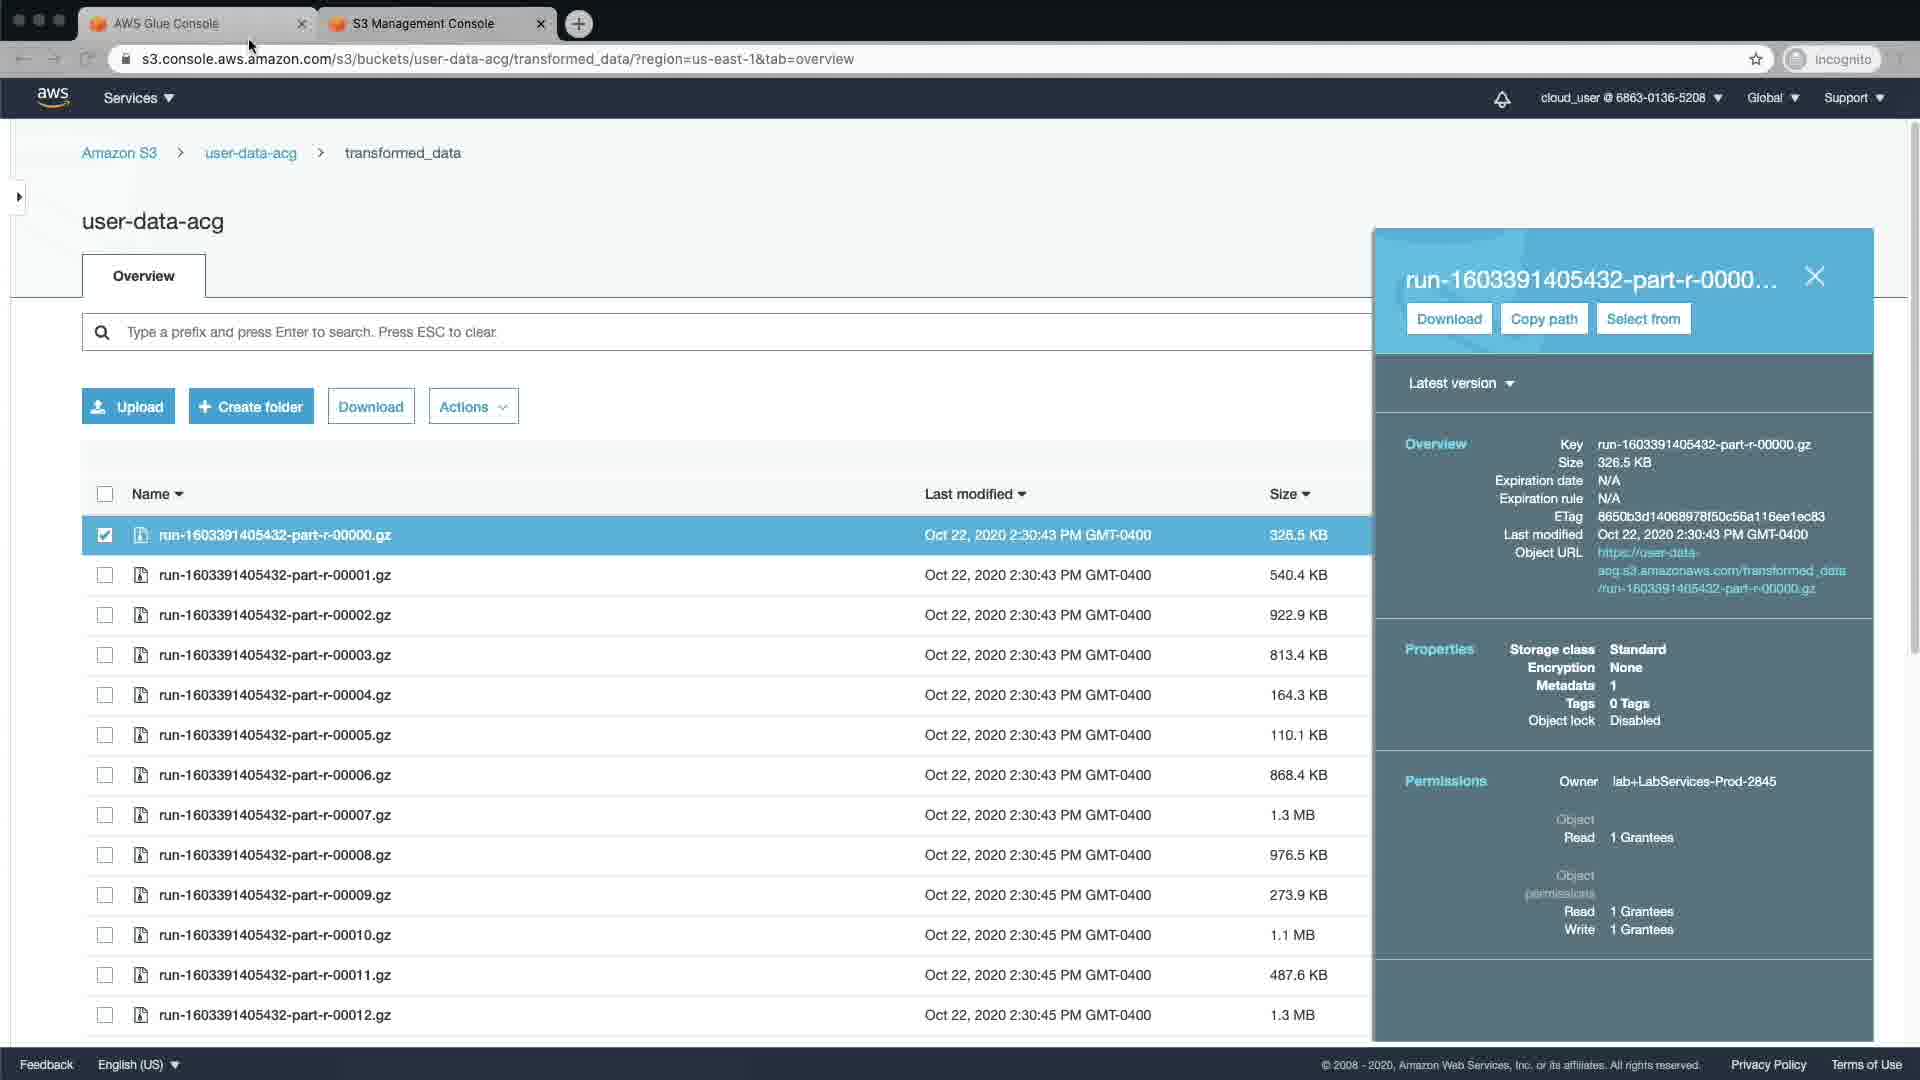 AWS Glue Console
S3 Management Console
s3.console.aws.amazon.com/s3/buckets/user-data-acg/transformed_data/?region=us-east-1&tab=overview
Incognito
aws
Services
cloud_user @ 6863-0136-5208
Global
Support
Amazon S3 > user-data-acg > transformed_data
user-data-acg
Overview
Type a prefix and press Enter to search. Press ESC to clear.
Upload
+ Create folder
Download
Actions
Name
Last modified
Size
run-1603391405432-part-r-00000.gz Oct 22, 2020 2:30:43 PM GMT-0400 326.5 KB
run-1603391405432-part-r-00001.gz Oct 22, 2020 2:30:43 PM GMT-0400 540.4 KB
run-1603391405432-part-r-00002.gz Oct 22, 2020 2:30:43 PM GMT-0400 922.9 KB
run-1603391405432-part-r-00003.gz Oct 22, 2020 2:30:43 PM GMT-0400 813.4 KB
run-1603391405432-part-r-00004.gz Oct 22, 2020 2:30:43 PM GMT-0400 164.3 KB
run-1603391405432-part-r-00005.gz Oct 22, 2020 2:30:43 PM GMT-0400 110.1 KB
run-1603391405432-part-r-00006.gz Oct 22, 2020 2:30:43 PM GMT-0400 868.4 KB
run-1603391405432-part-r-00007.gz Oct 22, 2020 2:30:43 PM GMT-0400 1.3 MB
run-1603391405432-part-r-00008.gz Oct 22, 2020 2:30:45 PM GMT-0400 976.5 KB
run-1603391405432-part-r-00009.gz Oct 22, 2020 2:30:45 PM GMT-0400 273.9 KB
run-1603391405432-part-r-00010.gz Oct 22, 2020 2:30:45 PM GMT-0400 1.1 MB
run-1603391405432-part-r-00011.gz Oct 22, 2020 2:30:45 PM GMT-0400 487.6 KB
run-1603391405432-part-r-00012.gz Oct 22, 2020 2:30:45 PM GMT-0400 1.3 MB
run-1603391405432-part-r-0000...
Download
Copy path
Select from
Latest version
Overview
Key run-1603391405432-part-r-00000.gz
Size 326.5 KB
Expiration date N/A
Expiration rule N/A
ETag 8650b3d14068978f50c56a116ee1ec83
Last modified Oct 22, 2020 2:30:43 PM GMT-0400
Object URL https://user-data-
acg.s3.amazonaws.com/transformed_data
/run-1603391405432-part-r-00000.gz
Properties
Storage class Standard
Encryption None
Metadata 1
Tags 0 Tags
Object lock Disabled
Permissions
Owner lab+LabServices-Prod-2845
Object
Read 1 Grantees
Object
permissions
Read 1 Grantees
Write 1 Grantees
Feedback
English (US)
© 2008 - 2020, Amazon Web Services, Inc. or its affiliates. All rights reserved.
Privacy Policy
Terms of Use